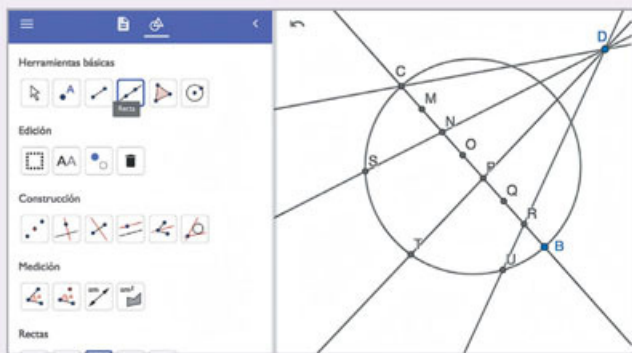 Herramientas básicas
A
Recta
Edición
AA
Construcción
Medición
cm
cm²
Rectas
D
C
M
N
O
S
P
Q
R
T
B
U